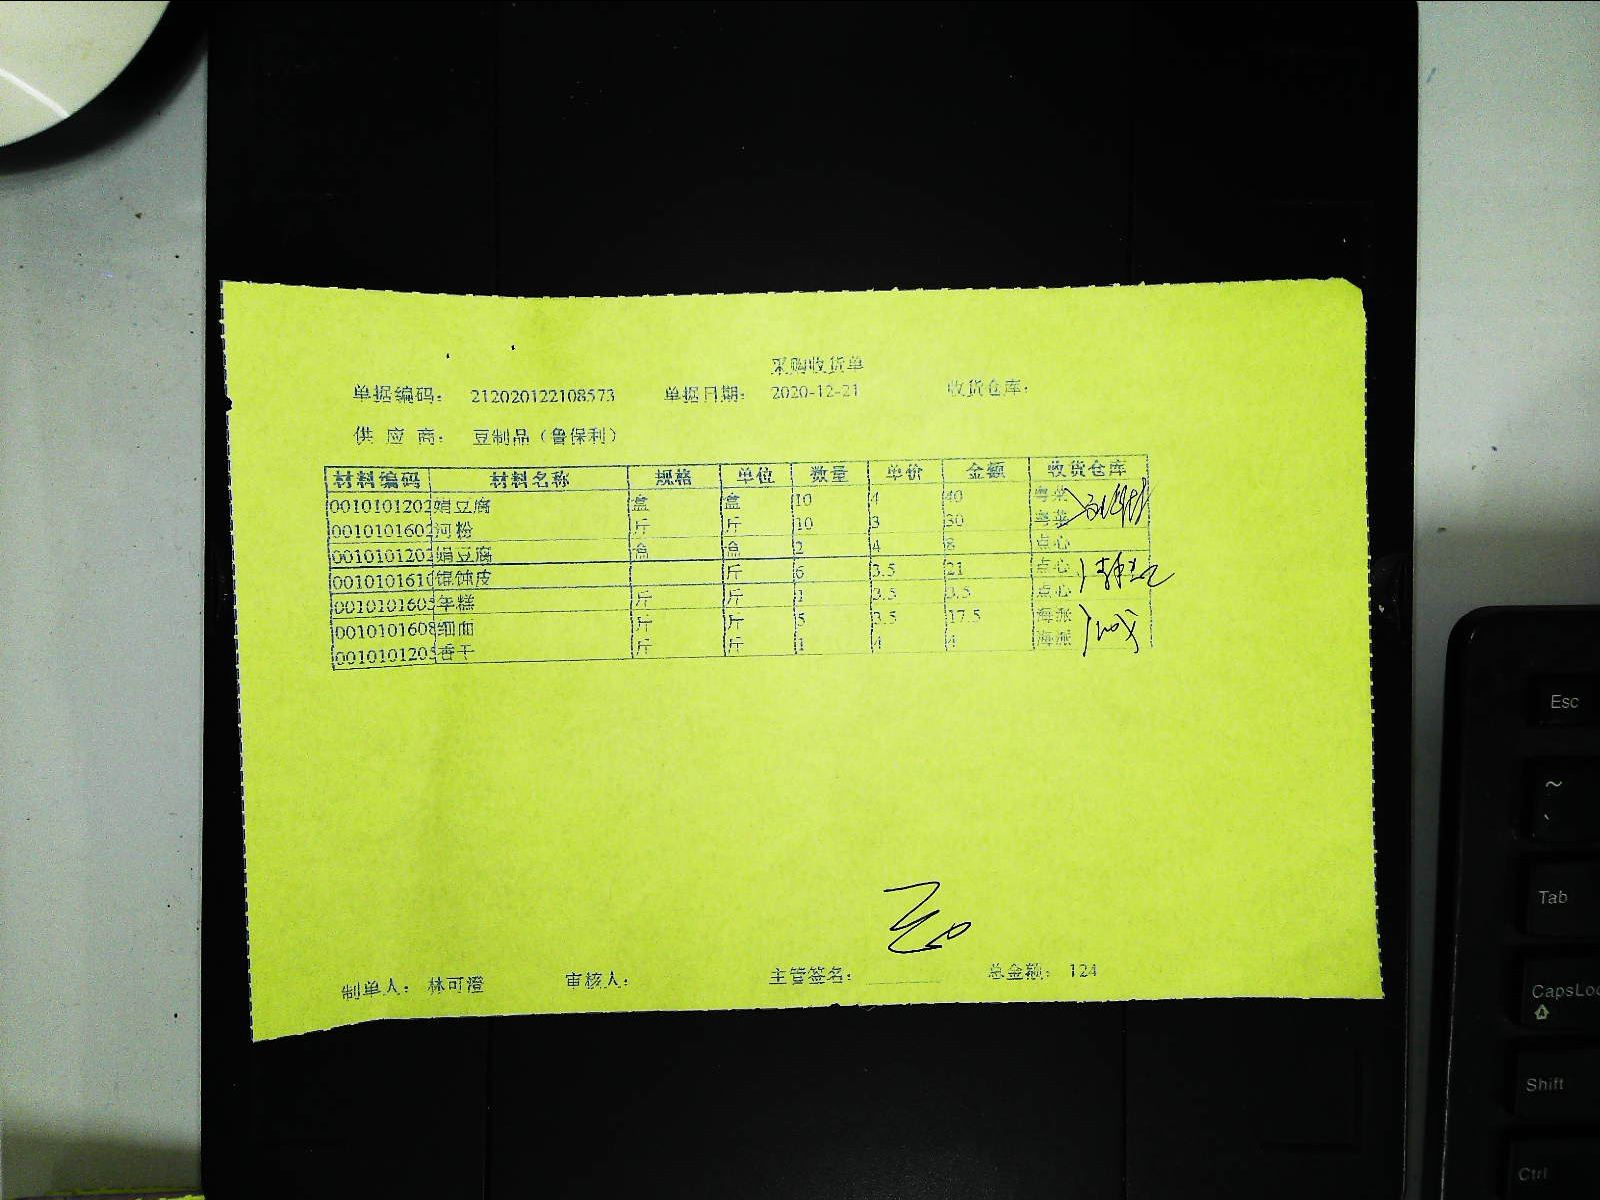 采购收货单
单据编码： 212020122108573 单据日期： 2020-12-21 收货仓库：
供 应 商： 豆制品（鲁保利）
材料编码 材料名称 规格 单位 数量 单价 金额 收货仓库
0010101202 娟豆腐 盒 盒 10 4 40 粤菜
0010101602 河粉 斤 斤 10 3 30 粤菜
0010101202 娟豆腐 盒 盒 2 4 8 点心
0010101610 馄饨皮 斤 6 3.5 21 点心
0010101605 年糕 斤 斤 1 3.5 3.5 点心
0010101608 细面 斤 斤 5 3.5 17.5 海派
0010101205 香干 斤 斤 1 4 4 海派
制单人： 林可澄 审核人： 主管签名： 总金额： 124
Esc
~
Tab
CapsLoc
Shift
Ctrl